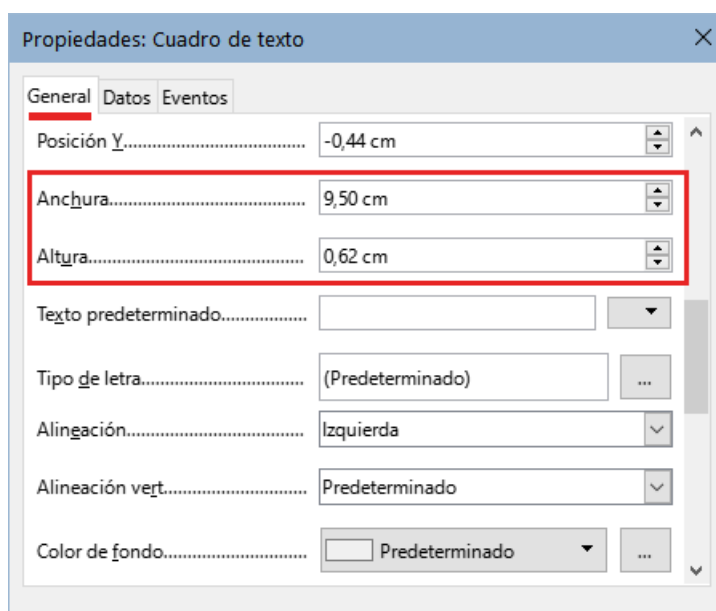 Propiedades: Cuadro de texto
General Datos Eventos
Posición Y.................................... -0,44 cm
Anchura....................................... 9,50 cm
Altura........................................... 0,62 cm
Texto predeterminado.................
Tipo de letra................................ (Predeterminado) ...
Alineación................................... Izquierda
Alineación vert............................ Predeterminado
Color de fondo............................ Predeterminado ...